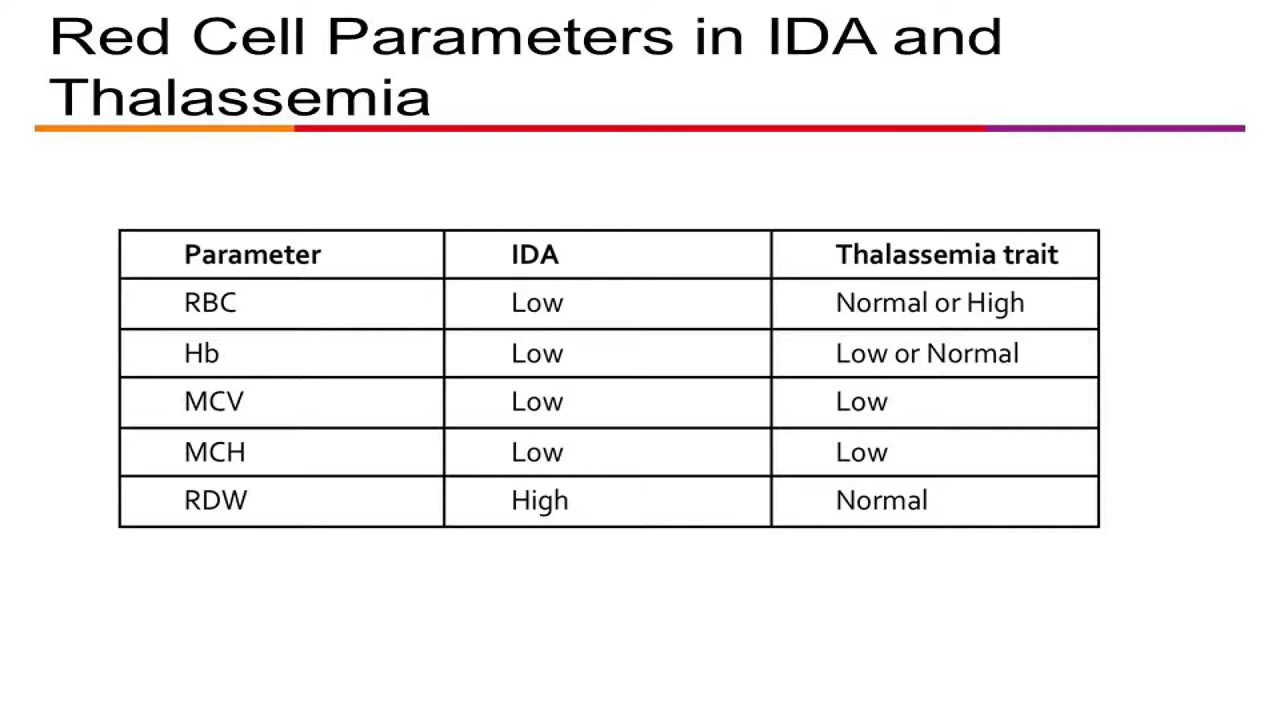 Red Cell Parameters in IDA and
Thalassemia
Parameter IDA Thalassemia trait
RBC Low Normal or High
Hb Low Low or Normal
MCV Low Low
MCH Low Low
RDW High Normal